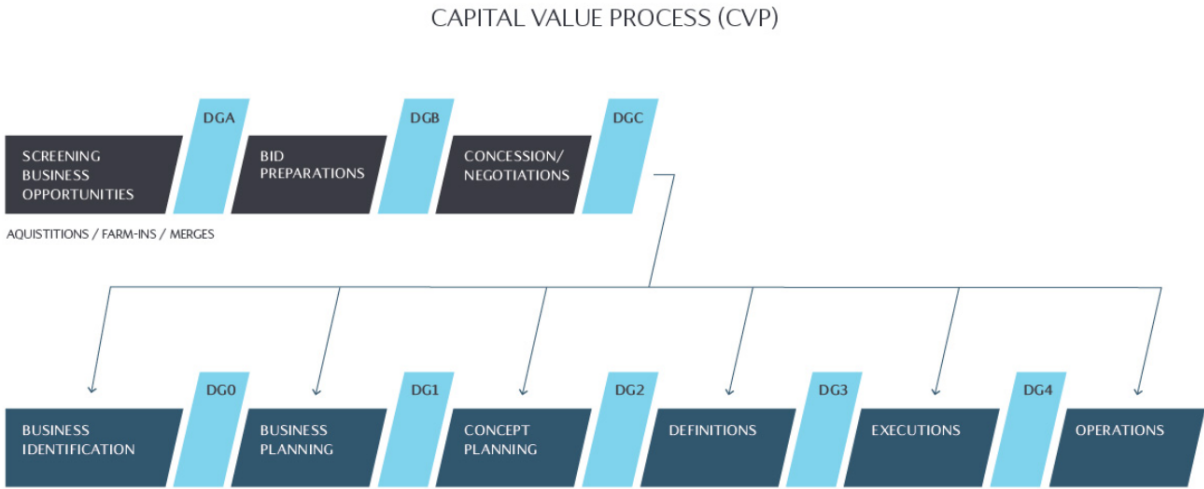 CAPITAL VALUE PROCESS (CVP)
DGA
DGB
DGC
SCREENING
BUSINESS
OPPORTUNITIES
BID
PREPARATIONS
CONCESSION/
NEGOTIATIONS
AQUISTITIONS / FARM-INS / MERGES
DG0
DG1
DG2
DG3
DG4
BUSINESS
IDENTIFICATION
BUSINESS
PLANNING
CONCEPT
PLANNING
DEFINITIONS
EXECUTIONS
OPERATIONS